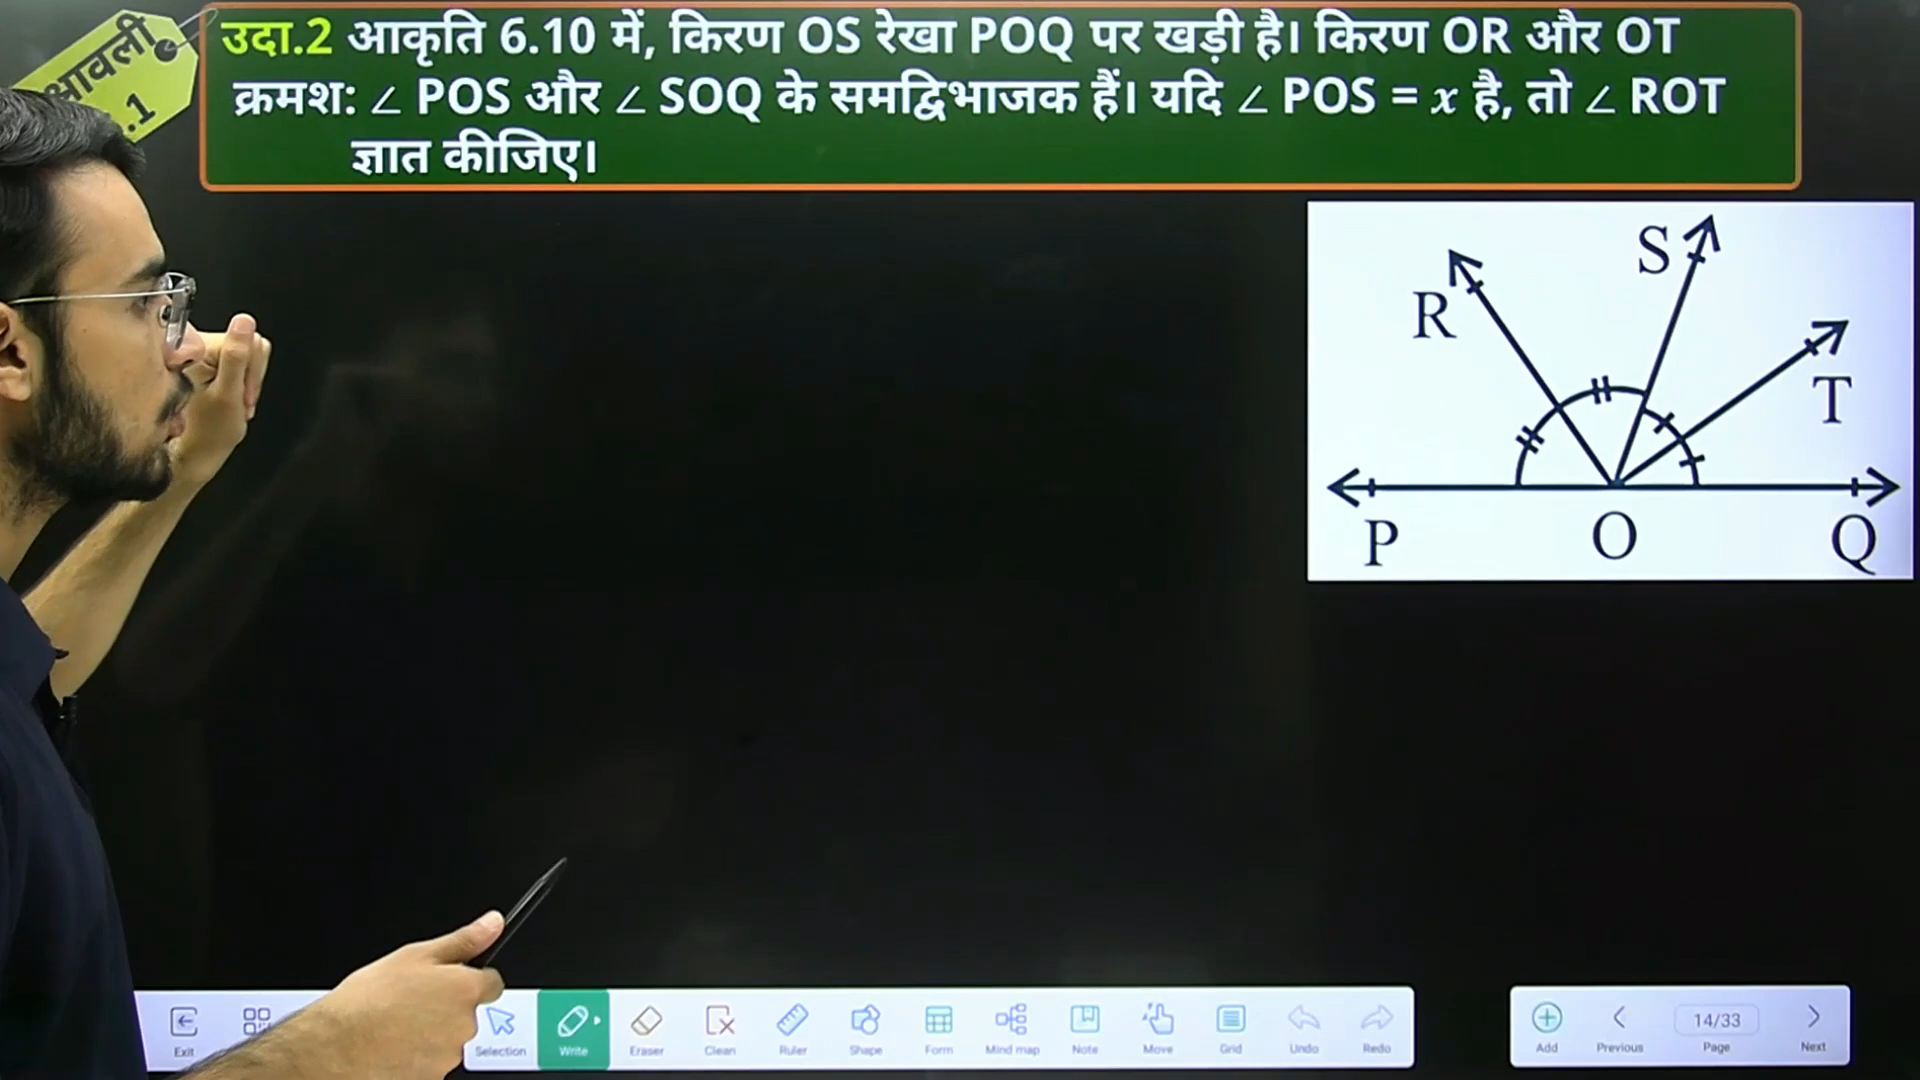 आवली
.1
उदा.2 आकृति 6.10 में, किरण OS रेखा POQ पर खड़ी है। किरण OR और OT
क्रमश: ∠ POS और ∠ SOQ के समद्विभाजक हैं। यदि ∠ POS = x है, तो ∠ ROT
ज्ञात कीजिए।
S
R
T
P O Q
Exit Selection Write Eraser Clean Ruler Shape Form Mind map Note Move Grid Undo Redo Add Previous 14/33 Page Next